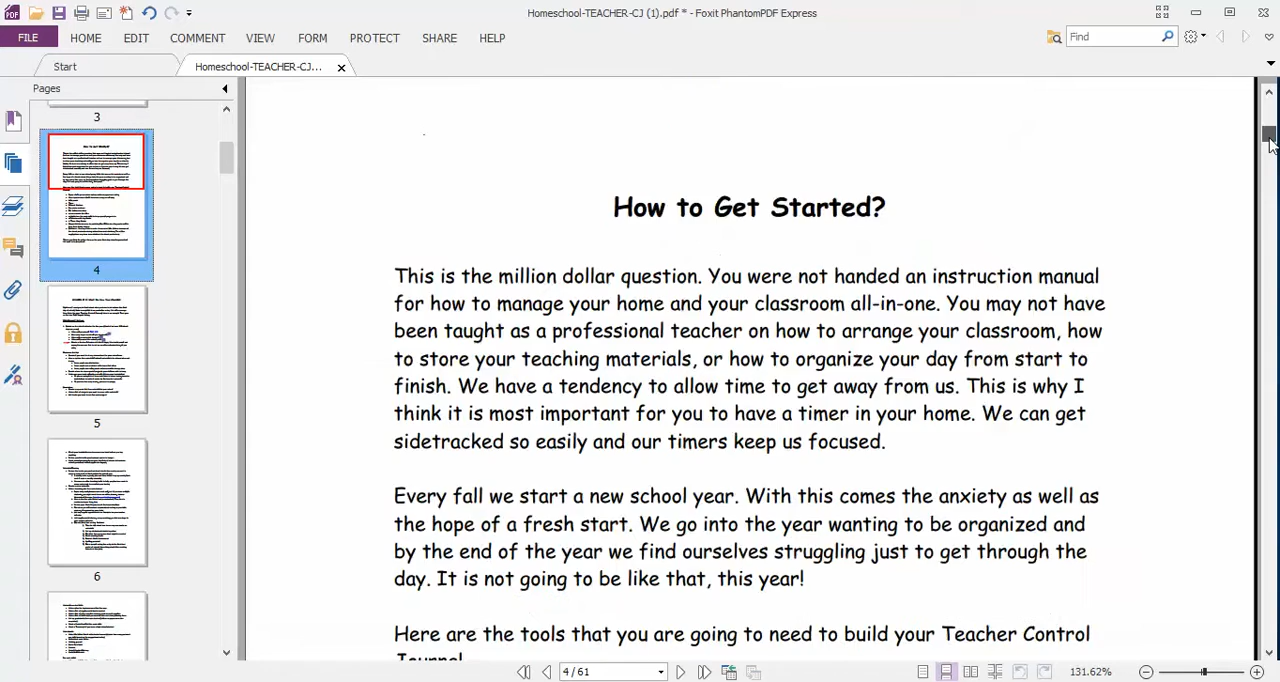 Homeschool-TEACHER-CJ (1).pdf * - Foxit PhantomPDF Express
FILE HOME EDIT COMMENT VIEW FORM PROTECT SHARE HELP
Find
Start Homeschool-TEACHER-CJ...
Pages
3
4
5
6
How to Get Started?
This is the million dollar question. You were not handed an instruction manual
for how to manage your home and your classroom all-in-one. You may not have
been taught as a professional teacher on how to arrange your classroom, how
to store your teaching materials, or how to organize your day from start to
finish. We have a tendency to allow time to get away from us. This is why I
think it is most important for you to have a timer in your home. We can get
sidetracked so easily and our timers keep us focused.
Every fall we start a new school year. With this comes the anxiety as well as
the hope of a fresh start. We go into the year wanting to be organized and
by the end of the year we find ourselves struggling just to get through the
day. It is not going to be like that, this year!
Here are the tools that you are going to need to build your Teacher Control
Journal
4/61
131.62%